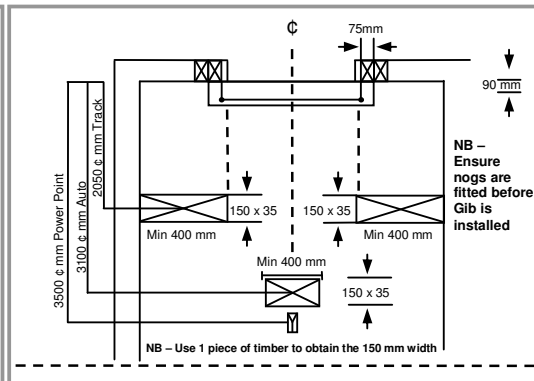 ℄
75mm
90 mm
2050 ¢ mm Track
3100 ¢ mm Auto
3500 ¢ mm Power Point
NB –
Ensure
nogs are
fitted before
Gib is
installed
150 x 35
150 x 35
Min 400 mm
Min 400 mm
Min 400 mm
150 x 35
NB – Use 1 piece of timber to obtain the 150 mm width